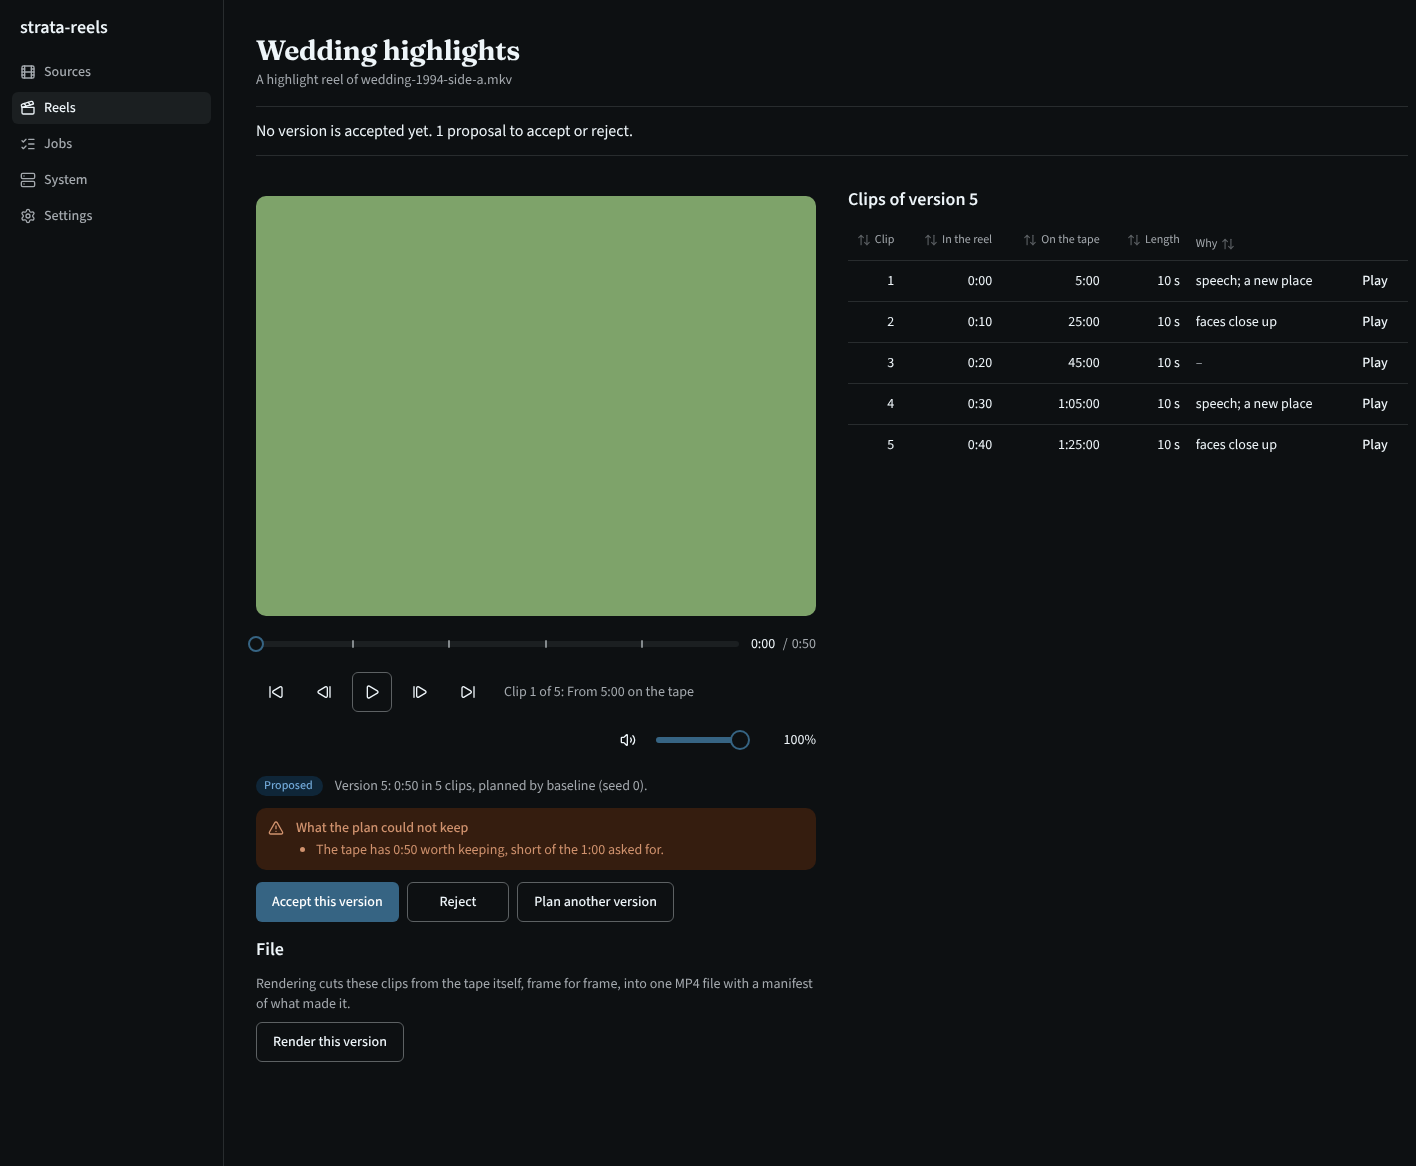 strata-reels
Sources
Reels
Jobs
System
Settings
Wedding highlights
A highlight reel of wedding-1994-side-a.mkv
No version is accepted yet. 1 proposal to accept or reject.
0:00 / 0:50
Clip 1 of 5: From 5:00 on the tape
100%
Proposed Version 5: 0:50 in 5 clips, planned by baseline (seed 0).
What the plan could not keep
• The tape has 0:50 worth keeping, short of the 1:00 asked for.
Accept this version Reject Plan another version
File
Rendering cuts these clips from the tape itself, frame for frame, into one MP4 file with a manifest
of what made it.
Render this version
Clips of version 5
Clip In the reel On the tape Length Why
1 0:00 5:00 10 s speech; a new place Play
2 0:10 25:00 10 s faces close up Play
3 0:20 45:00 10 s – Play
4 0:30 1:05:00 10 s speech; a new place Play
5 0:40 1:25:00 10 s faces close up Play